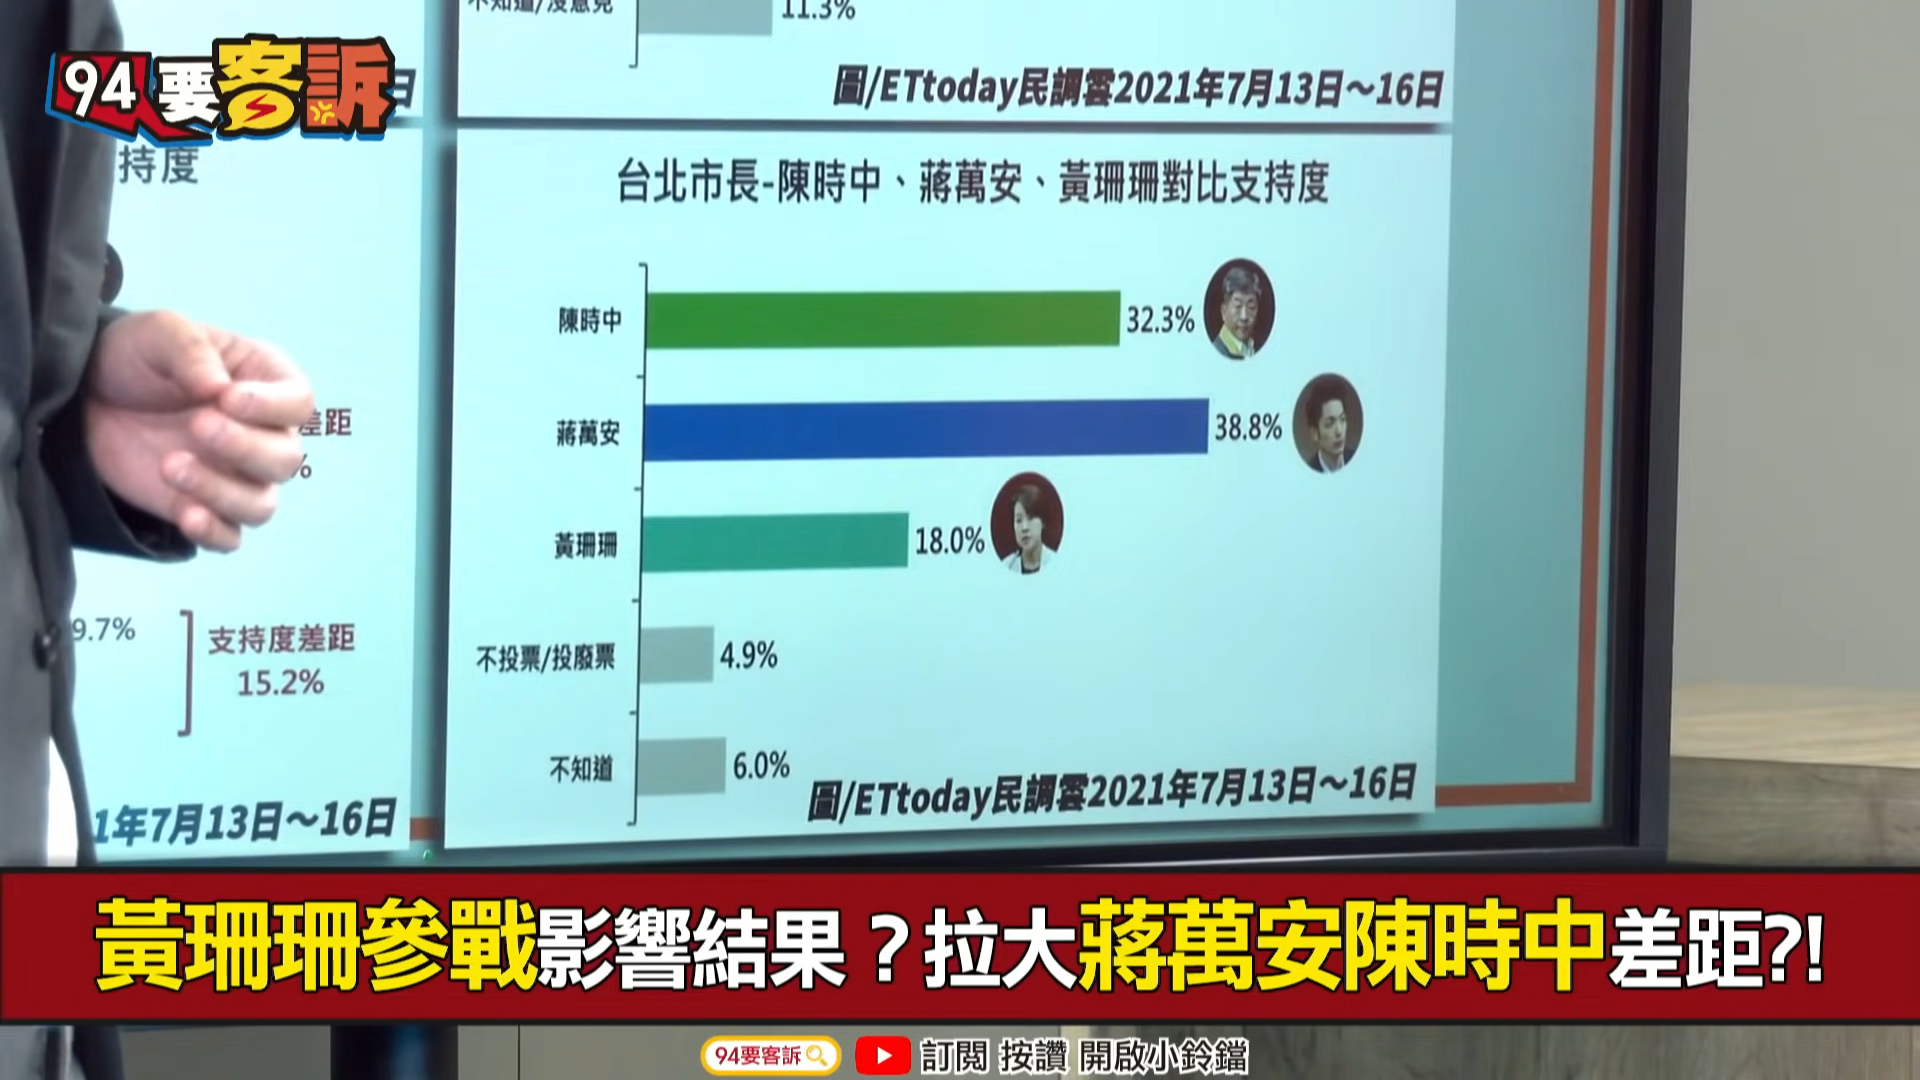 不知道/沒意見
11.3%
94要客訴
日
圖/ETtoday民調雲2021年7月13日～16日
持度
台北市長-陳時中、蔣萬安、黃珊珊對比支持度
陳時中
32.3%
蔣萬安
38.8%
差距
%
黃珊珊
18.0%
9.7%
支持度差距
15.2%
不投票/投廢票
4.9%
不知道
6.0%
圖/ETtoday民調雲2021年7月13日～16日
1年7月13日～16日
黃珊珊參戰影響結果？拉大蔣萬安陳時中差距?!
94要客訴
訂閱 按讚 開啟小鈴鐺